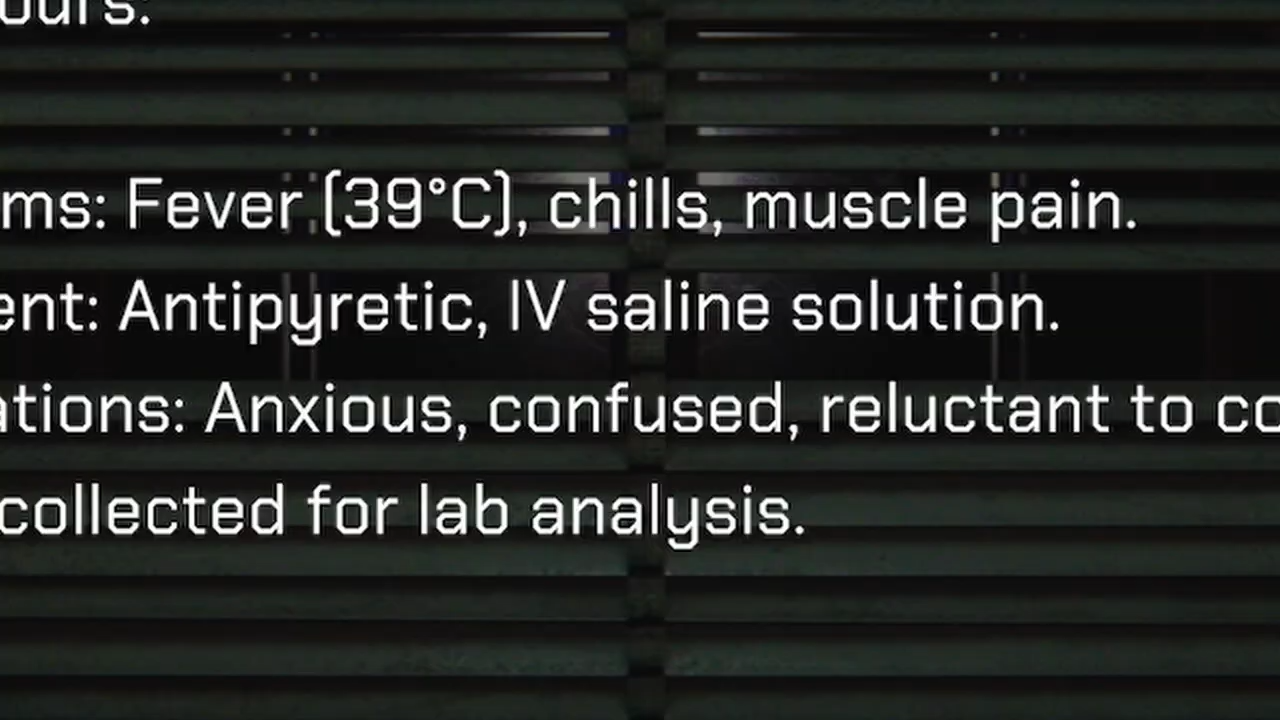 ours:
ms: Fever (39°C), chills, muscle pain.
ent: Antipyretic, IV saline solution.
ations: Anxious, confused, reluctant to co
collected for lab analysis.